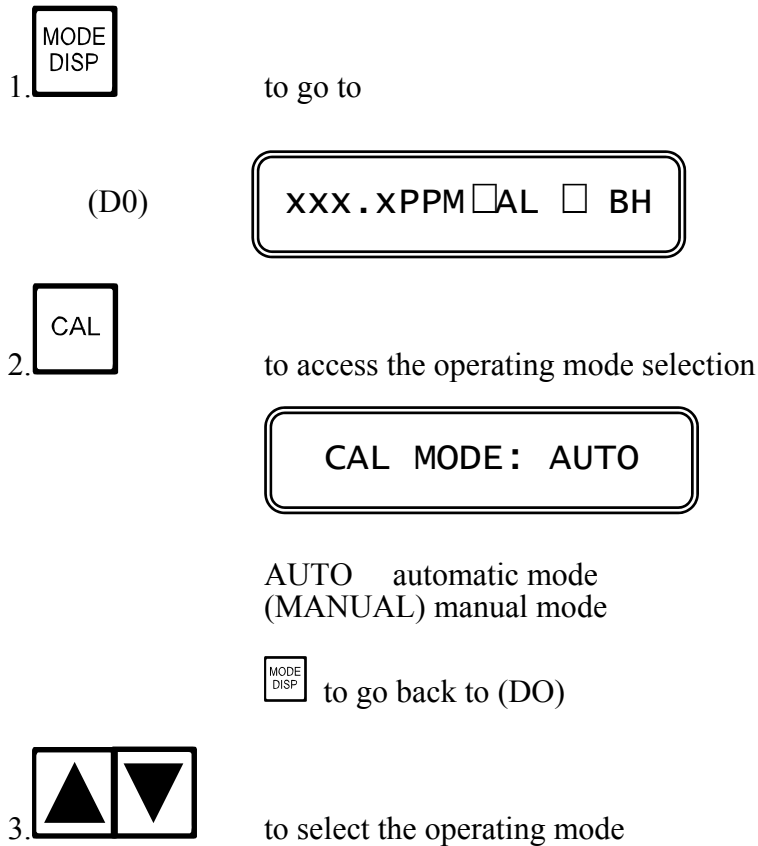 MODE
DISP
1. to go to
(D0) xxx.xPPM□AL □ BH
CAL
2. to access the operating mode selection
CAL MODE: AUTO
AUTO automatic mode
(MANUAL) manual mode
MODE
DISP
to go back to (DO)
3. to select the operating mode